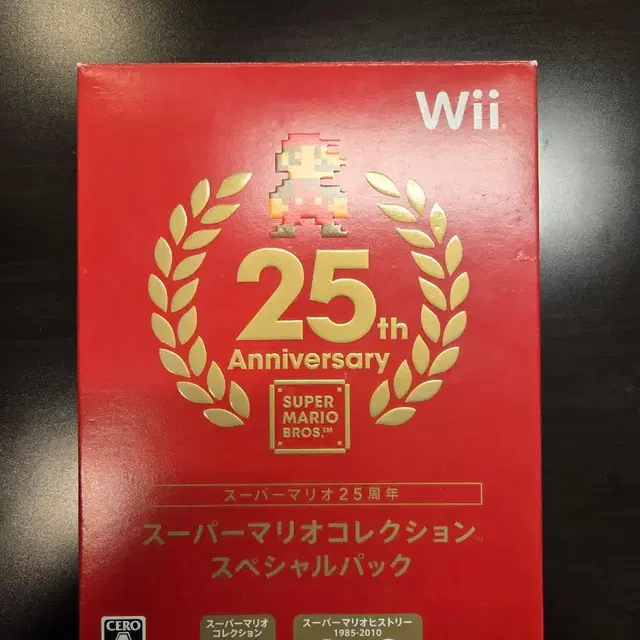 Wii
25th
Anniversary
SUPER
MARIO
BROS.™
スーパーマリオ25周年
スーパーマリオコレクション™
スペシャルパック
CERO
A
スーパーマリオ
コレクション
スーパーマリオヒストリー
1985-2010